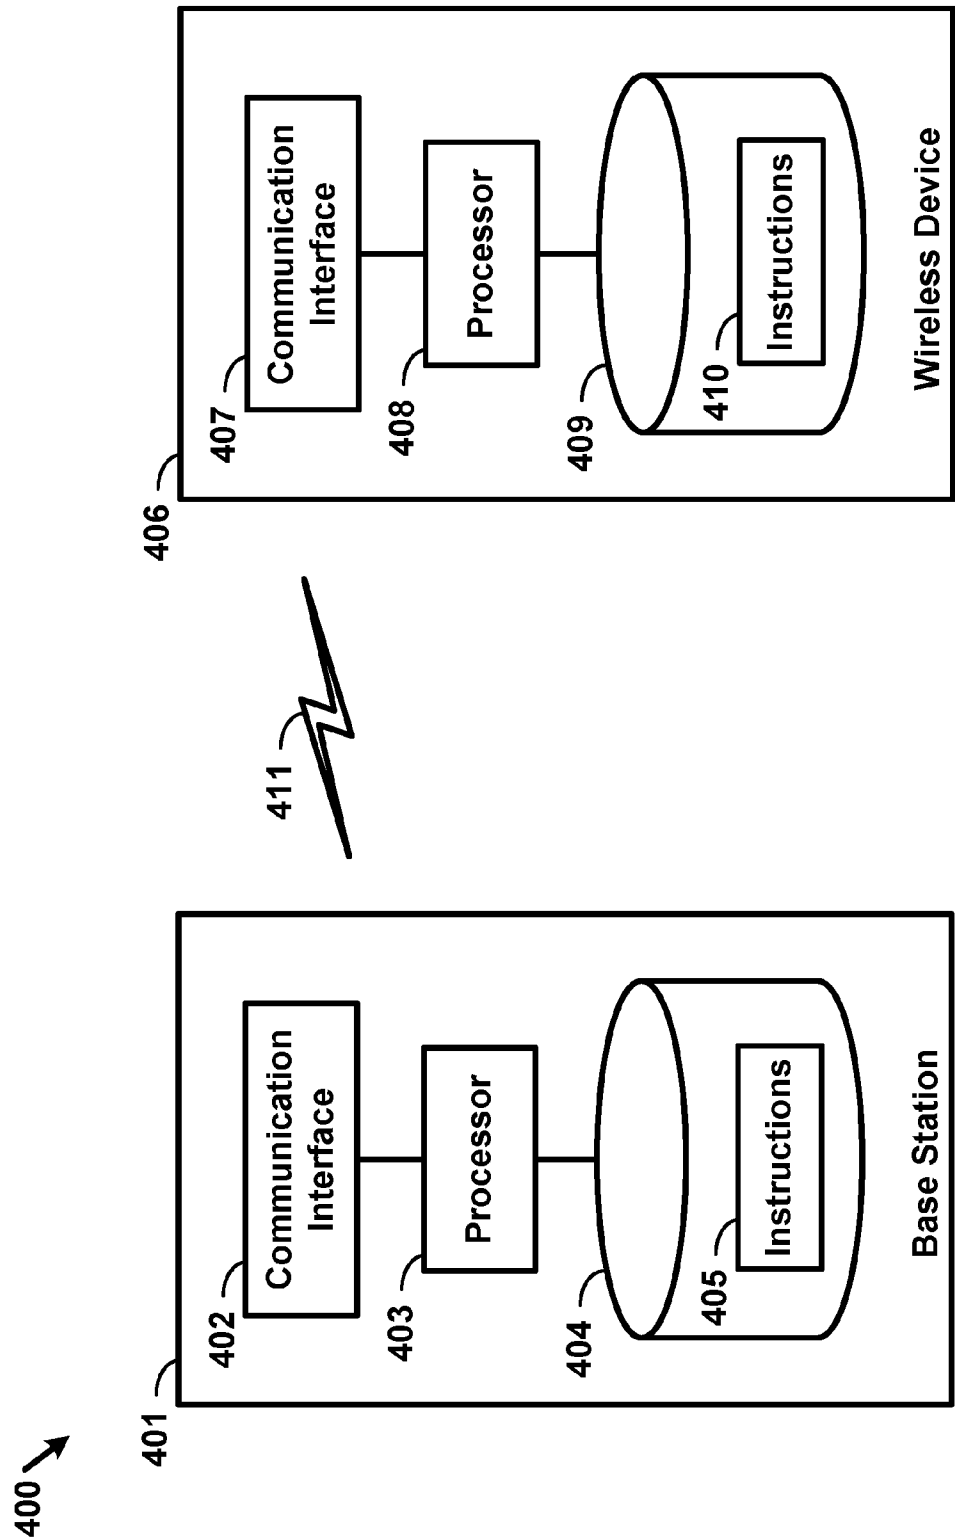 400
401
402
Communication
Interface
403
Processor
404
405
Instructions
Base Station
411
406
407
Communication
Interface
408
Processor
409
410
Instructions
Wireless Device